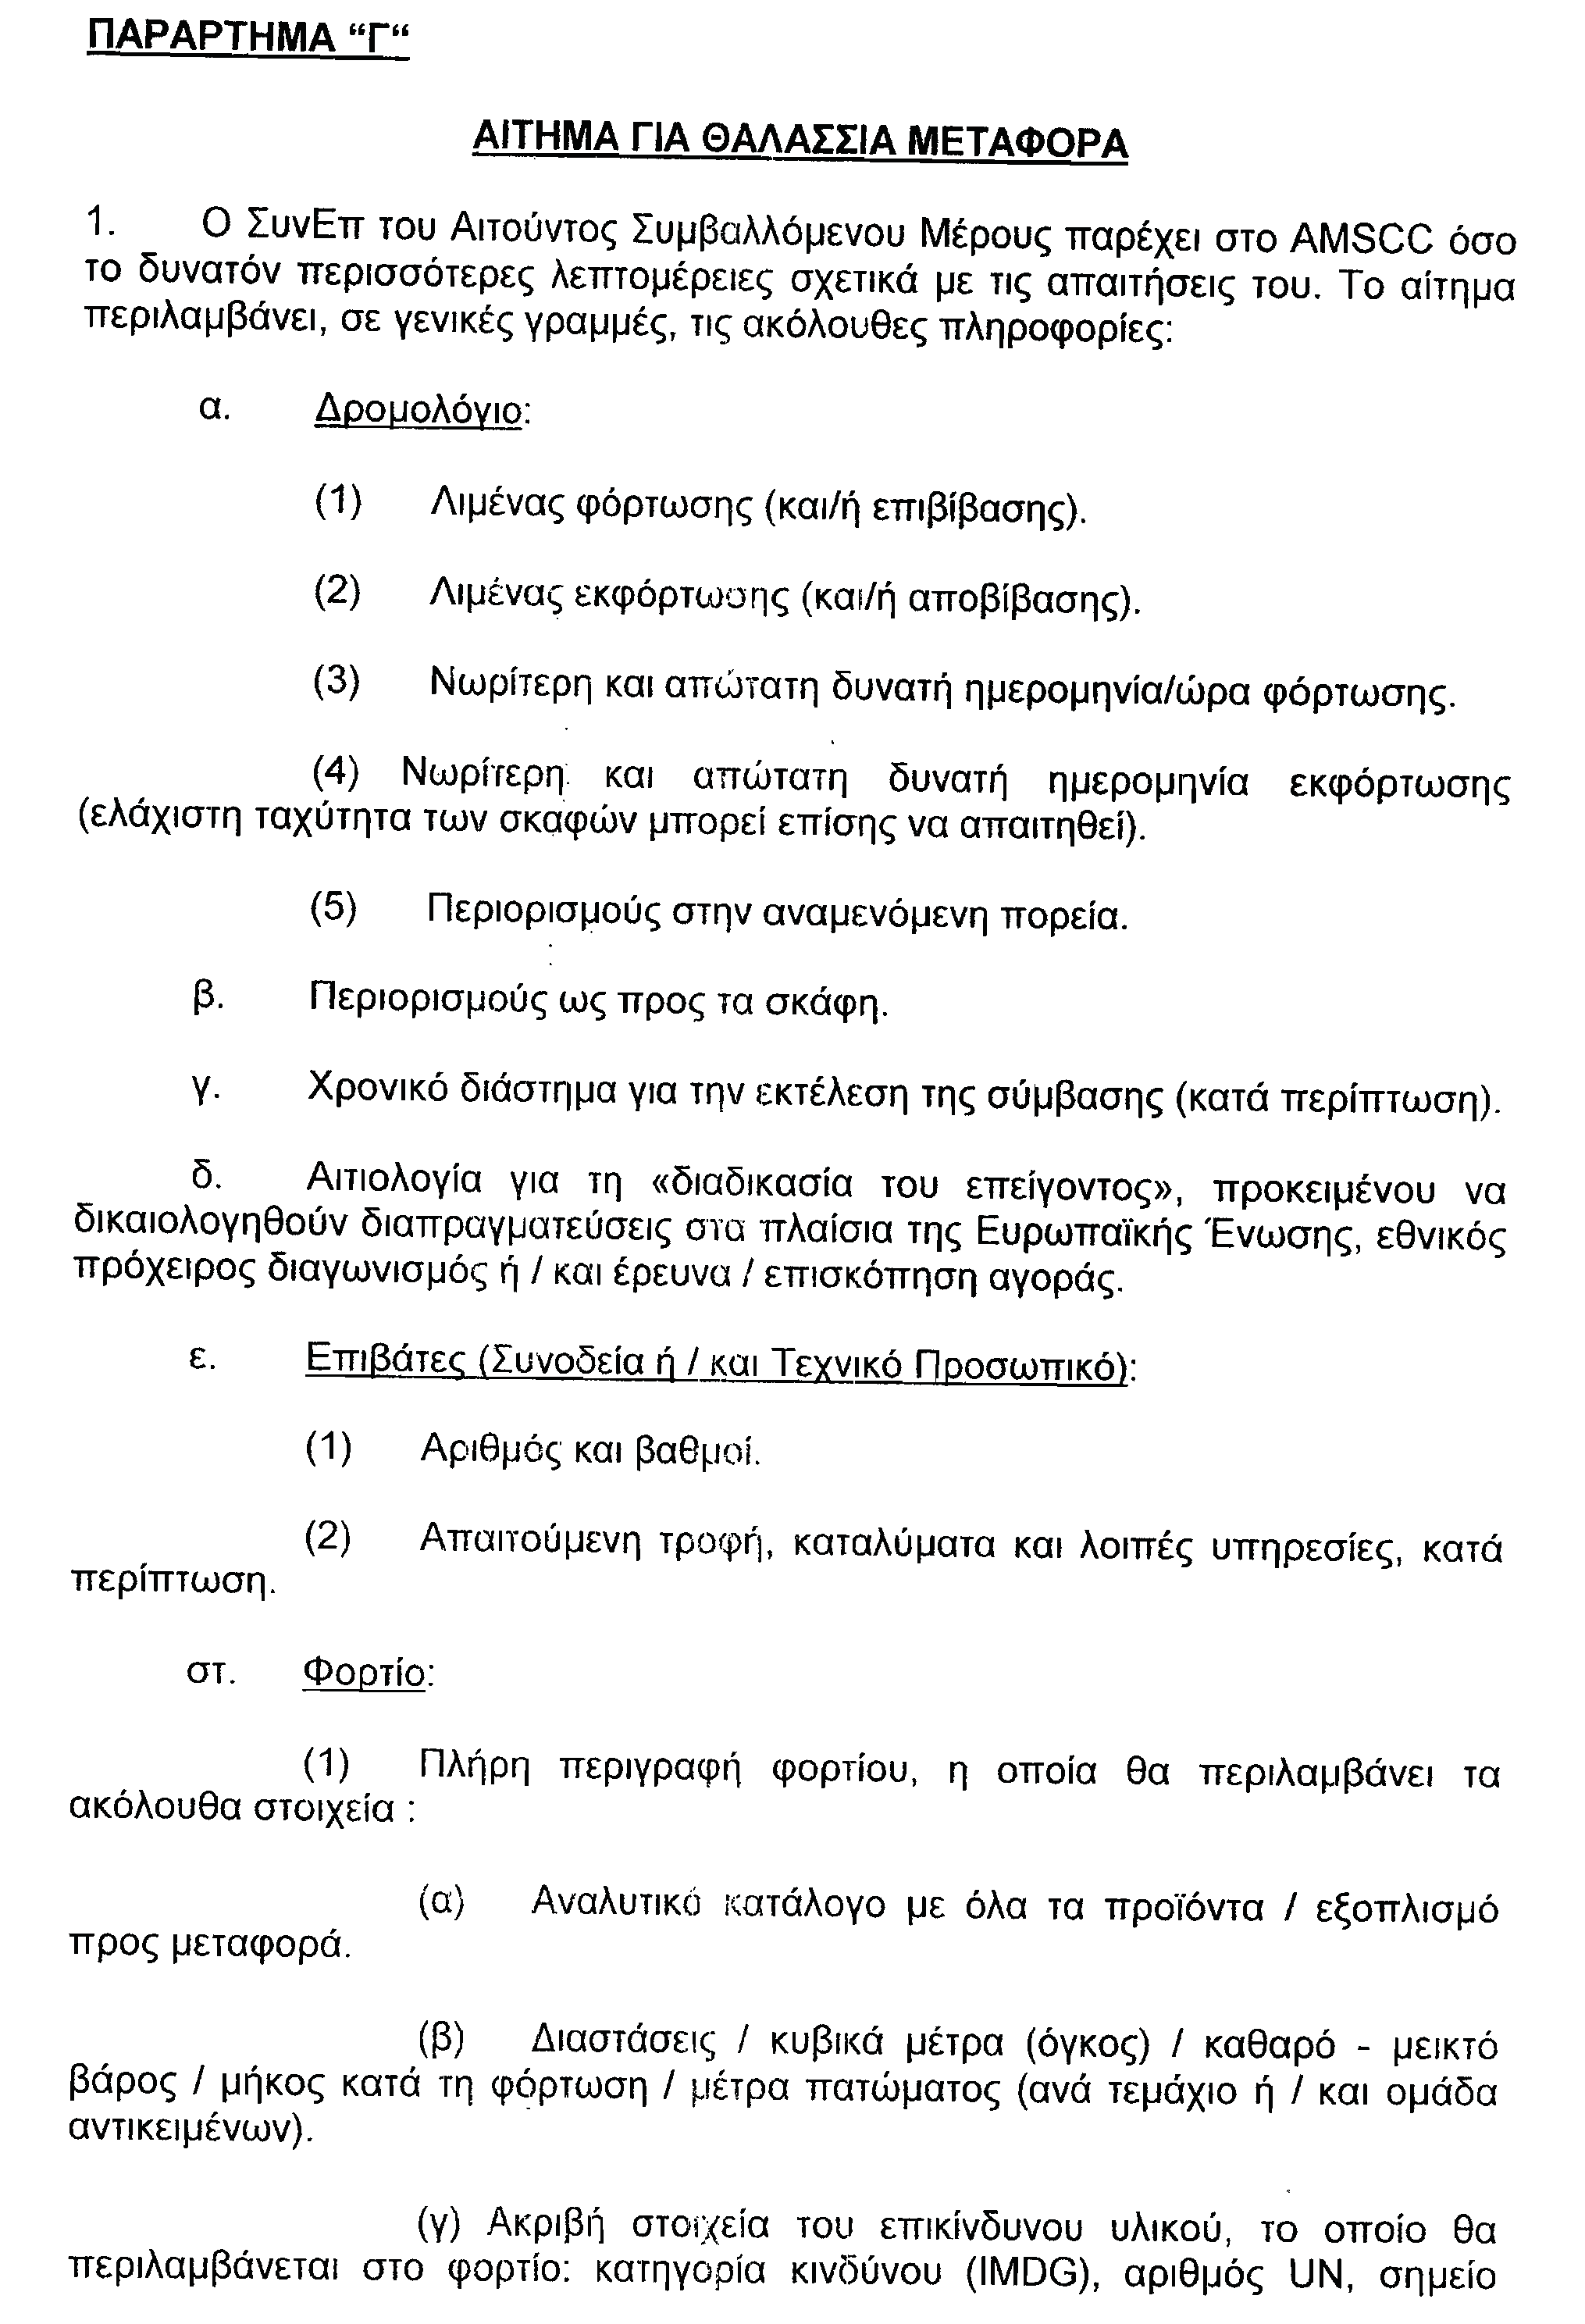 ΠΑΡΑΡΤΗΜΑ “Γ“
ΑΙΤΗΜΑ ΓΙΑ ΘΑΛΑΣΣΙΑ ΜΕΤΑΦΟΡΑ
1. Ο ΣυνΕπ του Αιτούντος Συμβαλλόμενου Μέρους παρέχει στο AMSCC όσο
το δυνατόν περισσότερες λεπτομέρειες σχετικά με τις απαιτήσεις του. Το αίτημα
περιλαμβάνει, σε γενικές γραμμές, τις ακόλουθες πληροφορίες:
α. Δρομολόγιο:
(1) Λιμένας φόρτωσης (και/ή επιβίβασης).
(2) Λιμένας εκφόρτωσης (και/ή αποβίβασης).
(3) Νωρίτερη και απώτατη δυνατή ημερομηνία/ώρα φόρτωσης.
(4) Νωρίτερη και απώτατη δυνατή ημερομηνία εκφόρτωσης
(ελάχιστη ταχύτητα των σκαφών μπορεί επίσης να απαιτηθεί).
(5) Περιορισμούς στην αναμενόμενη πορεία.
β. Περιορισμούς ως προς τα σκάφη.
γ. Χρονικό διάστημα για την εκτέλεση της σύμβασης (κατά περίπτωση).
δ. Αιτιολογία για τη «διαδικασία του επείγοντος», προκειμένου να
δικαιολογηθούν διαπραγματεύσεις στα πλαίσια της Ευρωπαϊκής Ένωσης, εθνικός
πρόχειρος διαγωνισμός ή / και έρευνα / επισκόπηση αγοράς.
ε. Επιβάτες (Συνοδεία ή / και Τεχνικό Προσωπικό):
(1) Αριθμός και βαθμοί.
(2) Απαιτούμενη τροφή, καταλύματα και λοιπές υπηρεσίες, κατά
περίπτωση.
στ. Φορτίο:
(1) Πλήρη περιγραφή φορτίου, η οποία θα περιλαμβάνει τα
ακόλουθα στοιχεία :
(α) Αναλυτικό κατάλογο με όλα τα προϊόντα / εξοπλισμό
προς μεταφορά.
(β) Διαστάσεις / κυβικά μέτρα (όγκος) / καθαρό - μεικτό
βάρος / μήκος κατά τη φόρτωση / μέτρα πατώματος (ανά τεμάχιο ή / και ομάδα
αντικειμένων).
(γ) Ακριβή στοιχεία του επικίνδυνου υλικού, το οποίο θα
περιλαμβάνεται στο φορτίο: κατηγορία κινδύνου (IMDG), αριθμός UN, σημείο